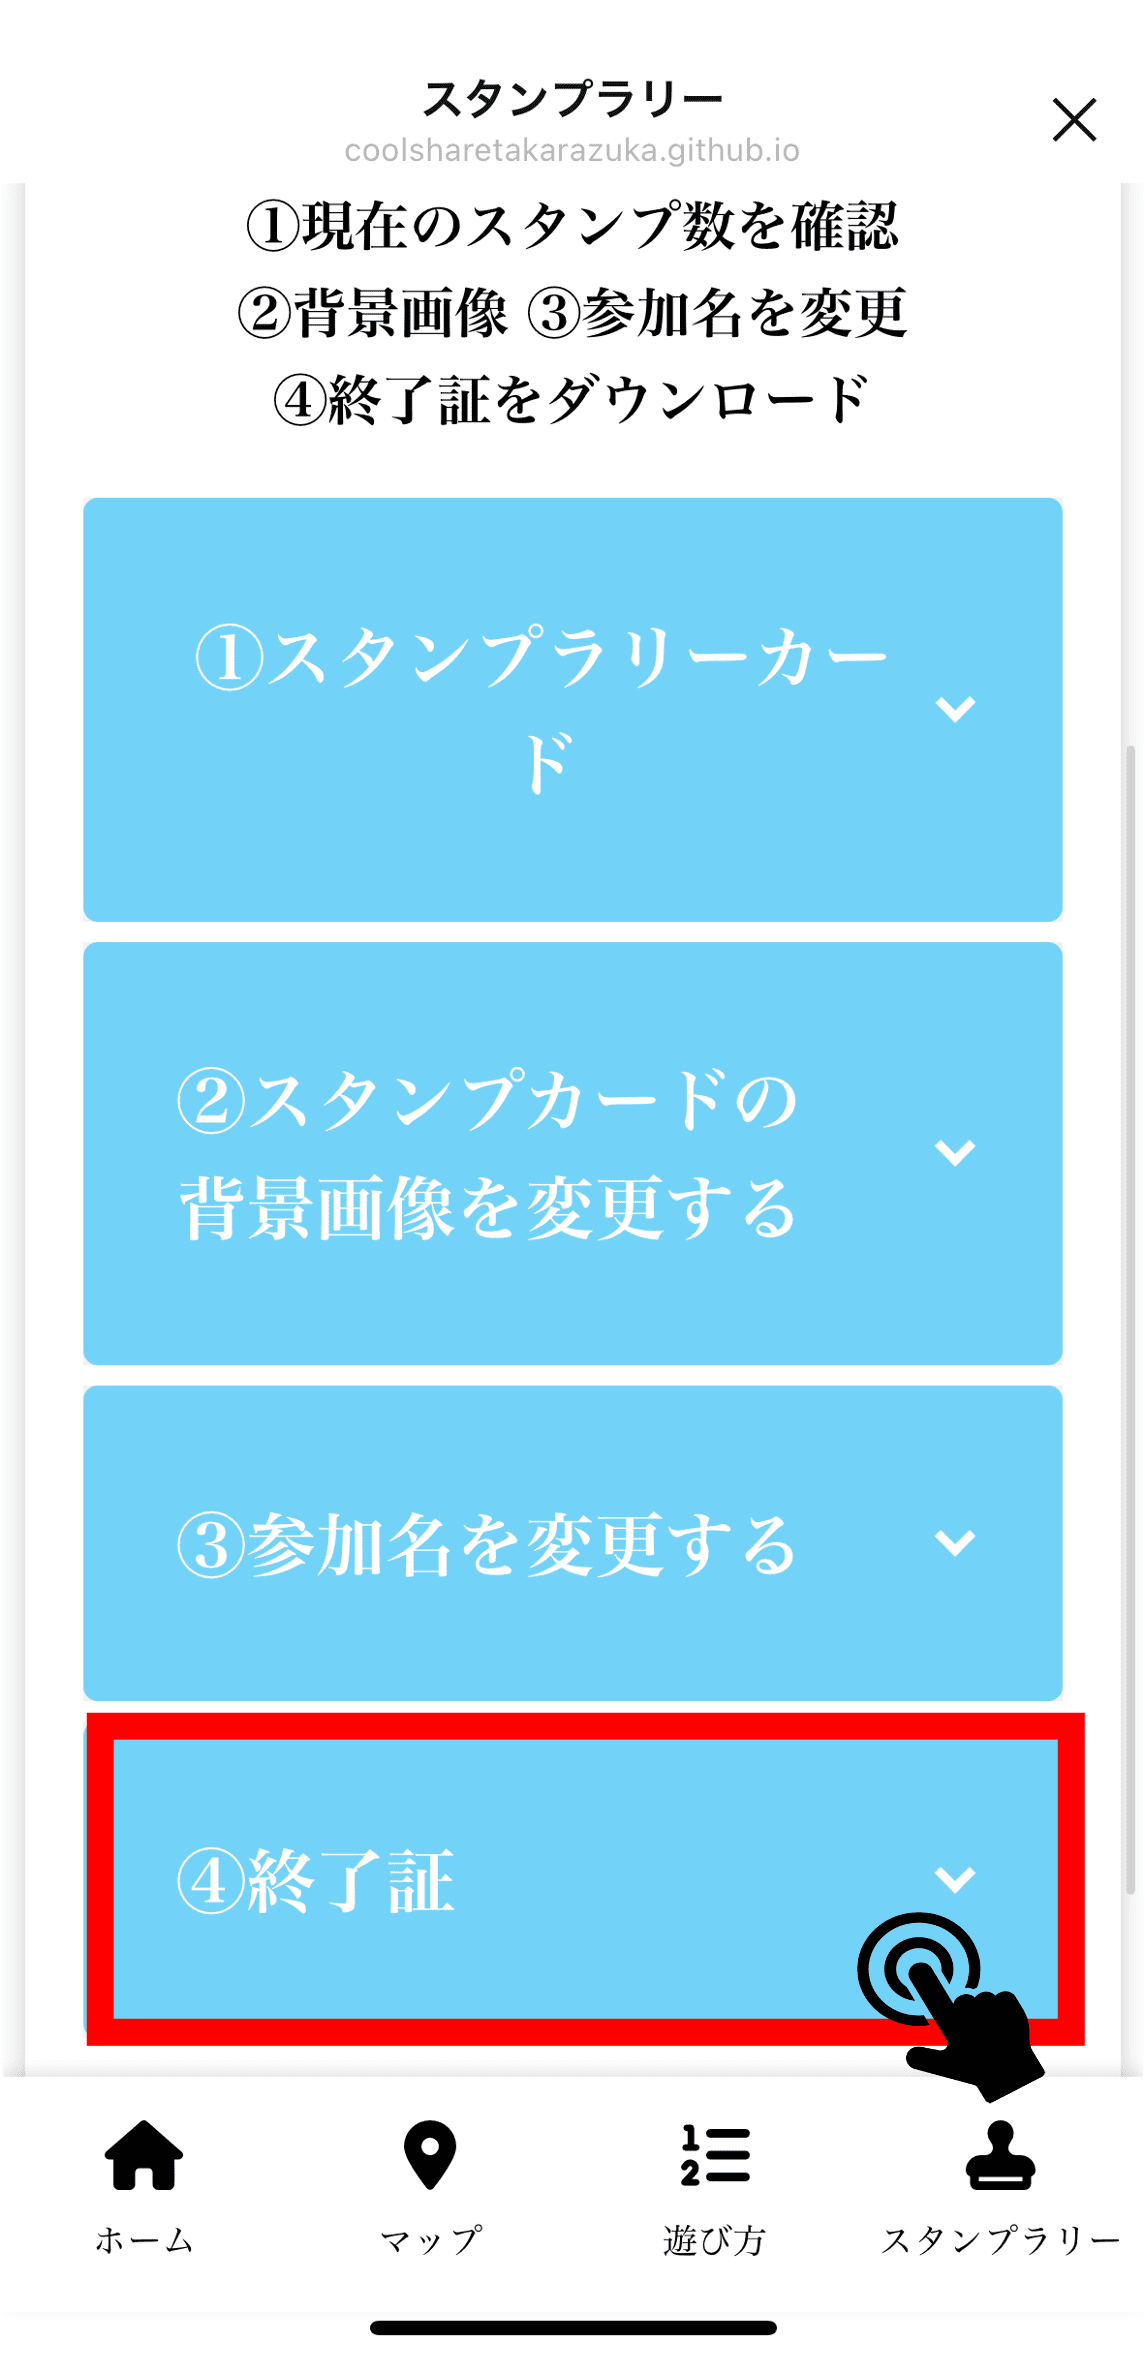 スタンプラリー
coolsharetakarazuka.github.io
①現在のスタンプ数を確認
②背景画像 ③参加名を変更
④終了証をダウンロード
①スタンプラリーカー
ド
②スタンプカードの
背景画像を変更する
③参加名を変更する
④終了証
ホーム
マップ
遊び方
スタンプラリー